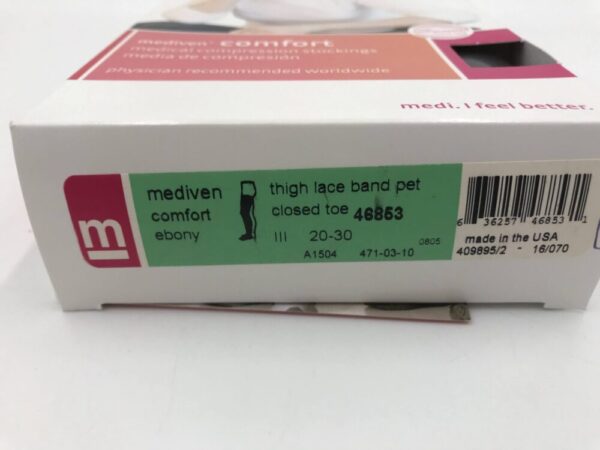 mediven comfort
medical compression stockings
media de compresión
physician recommended worldwide
medi. I feel better.
m
mediven
comfort
ebony
thigh lace band pet
closed toe 46853
III 20-30
0805
A1504 471-03-10
6 36257 46853 1
made in the USA
409895/2 - 16/070